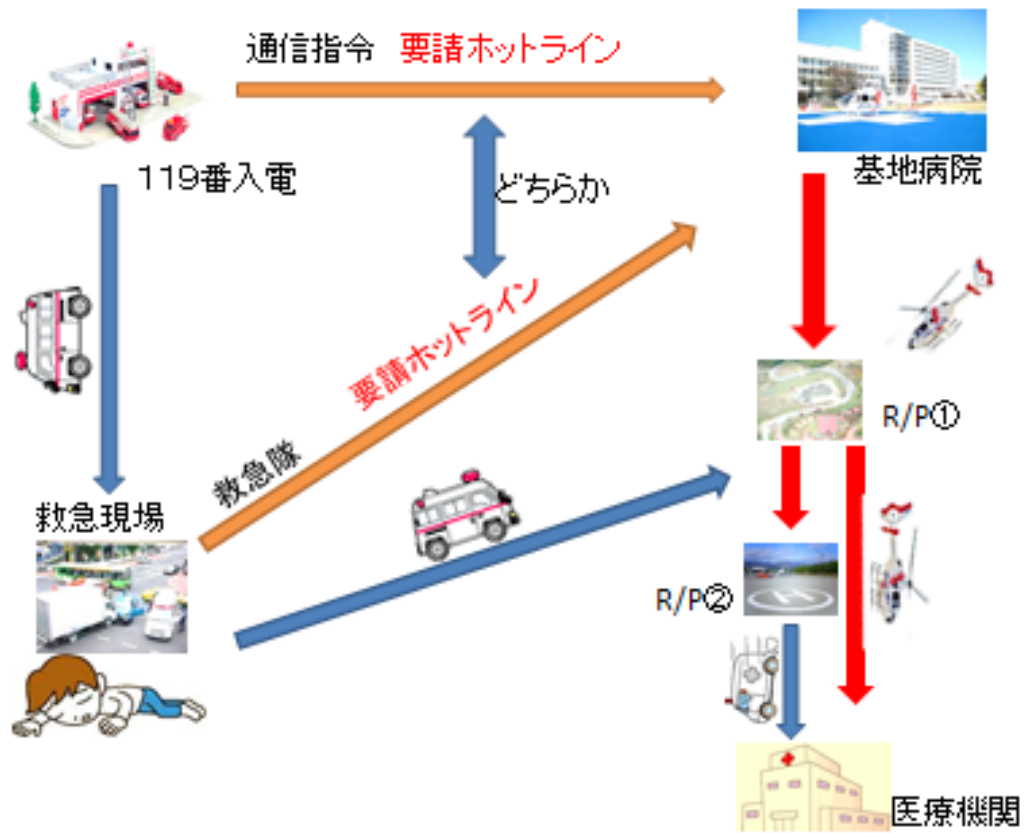 通信指令 要請ホットライン
119番入電
基地病院
どちらか
要請ホットライン
救急隊
R/P①
救急現場
R/P②
医療機関